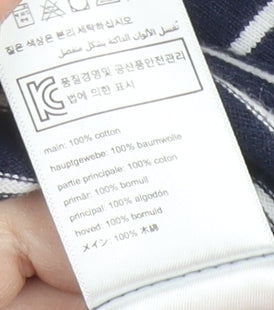 짙은 색상은 분리 세탁하십시오
تغسل الألوان الداكنة بشكل منفصل
품질경영및 공산품안전관리
법에 의한 표시
main: 100% cotton
hauptgewebe: 100% baumwolle
partie principale: 100% coton
primär: 100% bomull
principal: 100% algodón
hoved: 100% bomuld
メイン: 100% 木綿